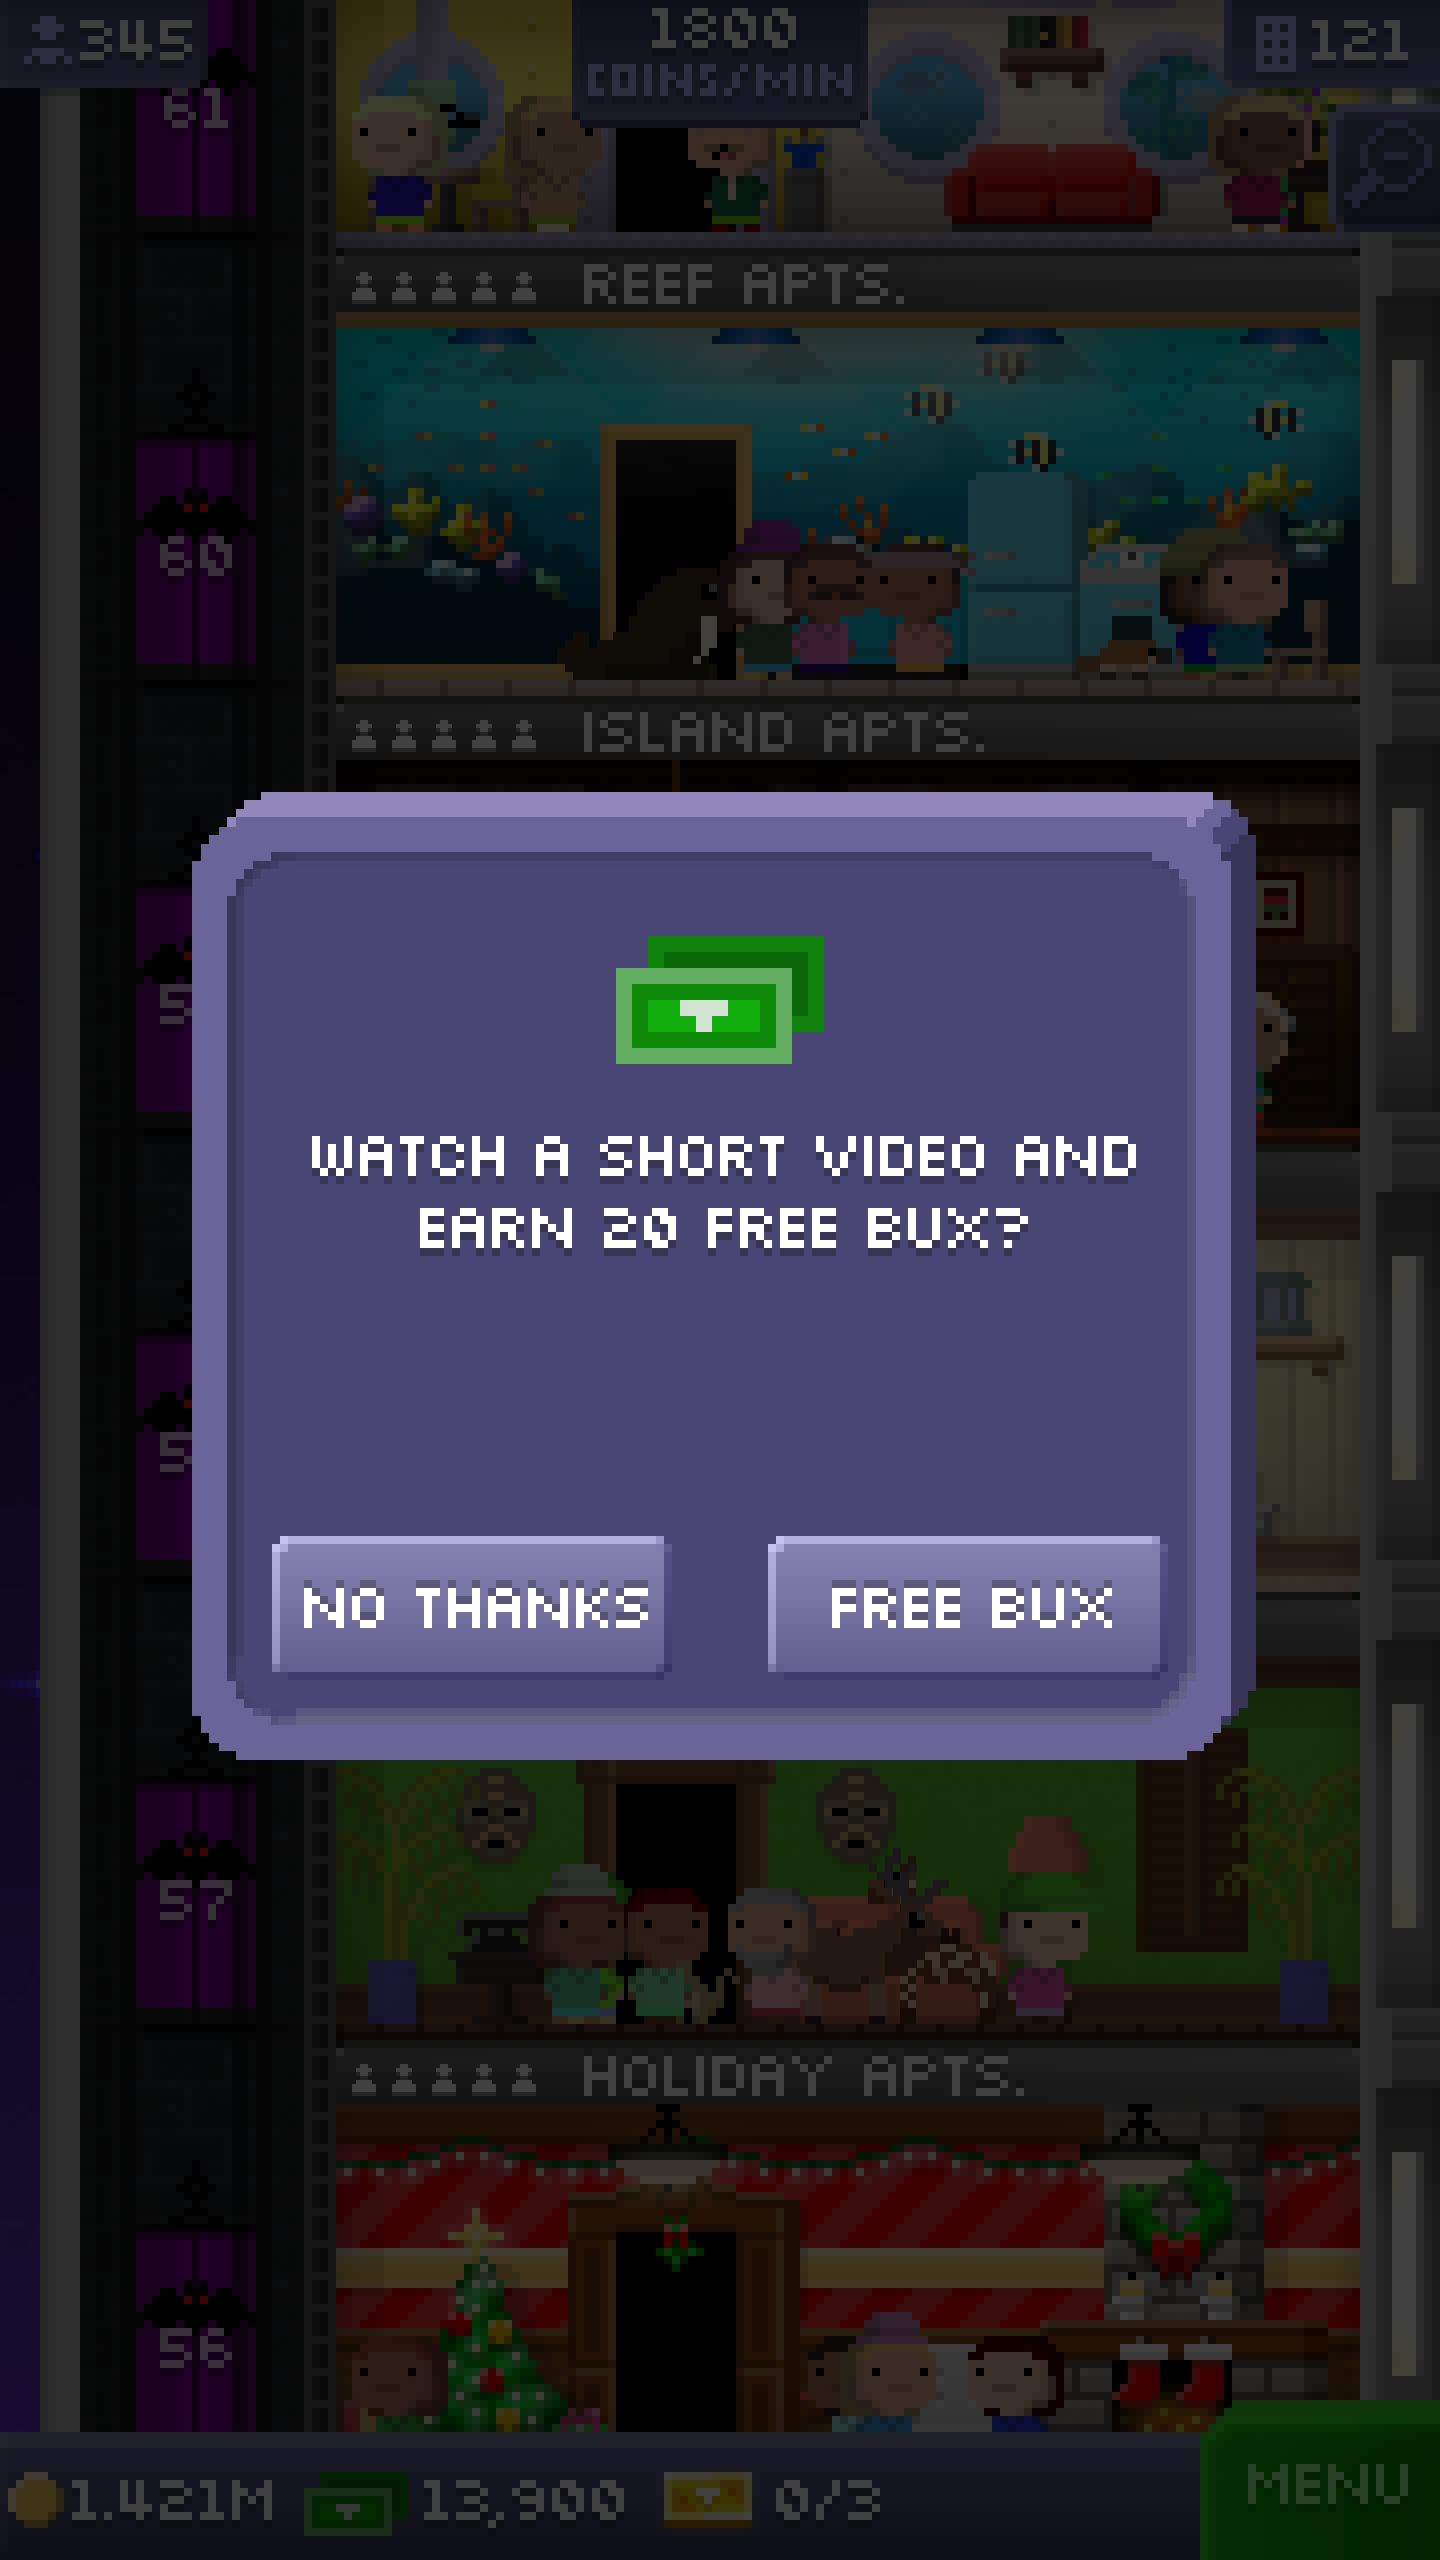 345
1800
COINS/MIN
121
61
REEF APTS.
60
ISLAND APTS.
WATCH A SHORT VIDEO AND
EARN 20 FREE BUX?
NO THANKS
FREE BUX
57
HOLIDAY APTS.
56
1.421M
13,900
0/3
MENU